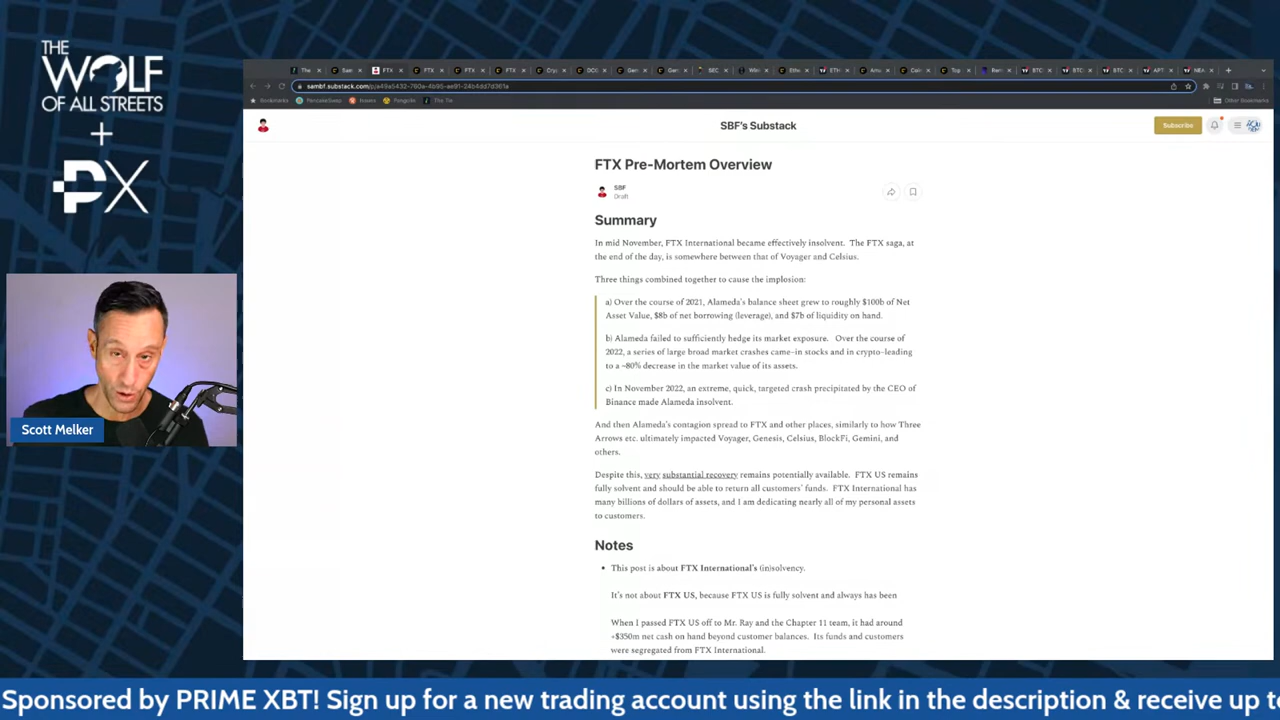 THE
WOLF
OF ALL STREETS
+
PX
Scott Melker
sambf.substack.com
SBF's Substack
Subscribe
FTX Pre-Mortem Overview
SBF
Draft
Summary
In mid November, FTX International became effectively insolvent. The FTX saga, at
the end of the day, is somewhere between that of Voyager and Celsius.
Three things combined together to cause the implosion:
a) Over the course of 2021, Alameda's balance sheet grew to roughly $100b of Net
Asset Value, $8b of net borrowing (leverage), and $7b of liquidity on hand.
b) Alameda failed to sufficiently hedge its market exposure. Over the course of
2022, a series of large broad market crashes came–in stocks and in crypto–leading
to a ~80% decrease in the market value of its assets.
c) In November 2022, an extreme, quick, targeted crash precipitated by the CEO of
Binance made Alameda insolvent.
And then Alameda's contagion spread to FTX and other places, similarly to how Three
Arrows etc. ultimately impacted Voyager, Genesis, Celsius, BlockFi, Gemini, and
others.
Despite this, very substantial recovery remains potentially available. FTX US remains
fully solvent and should be able to return all customers' funds. FTX International has
many billions of dollars of assets, and I am dedicating nearly all of my personal assets
to customers.
Notes
• This post is about FTX International's (in)solvency.
It's not about FTX US, because FTX US is fully solvent and always has been
When I passed FTX US off to Mr. Ray and the Chapter 11 team, it had around
+$350m net cash on hand beyond customer balances. Its funds and customers
were segregated from FTX International.
Sponsored by PRIME XBT! Sign up for a new trading account using the link in the description & receive up to